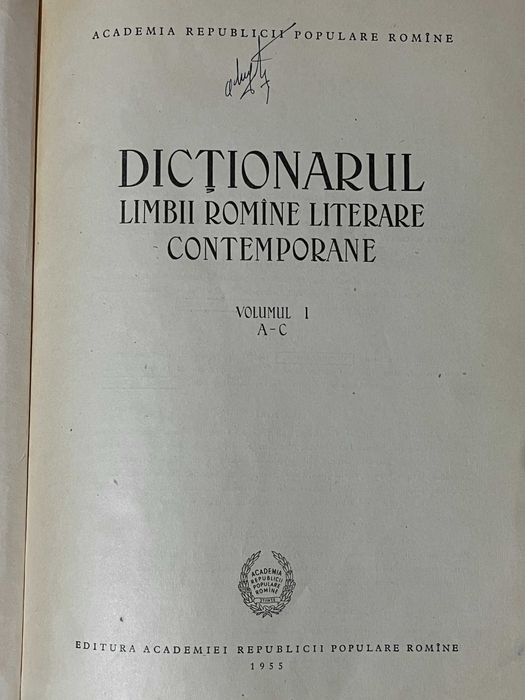 ACADEMIA REPUBLICII POPULARE ROMÎNE
DICȚIONARUL
LIMBII ROMÎNE LITERARE
CONTEMPORANE
VOLUMUL I
A–C
ACADEMIA
REPUBLICII
POPULARE
ROMÎNE
EDITURA ACADEMIEI REPUBLICII POPULARE ROMÎNE
1955